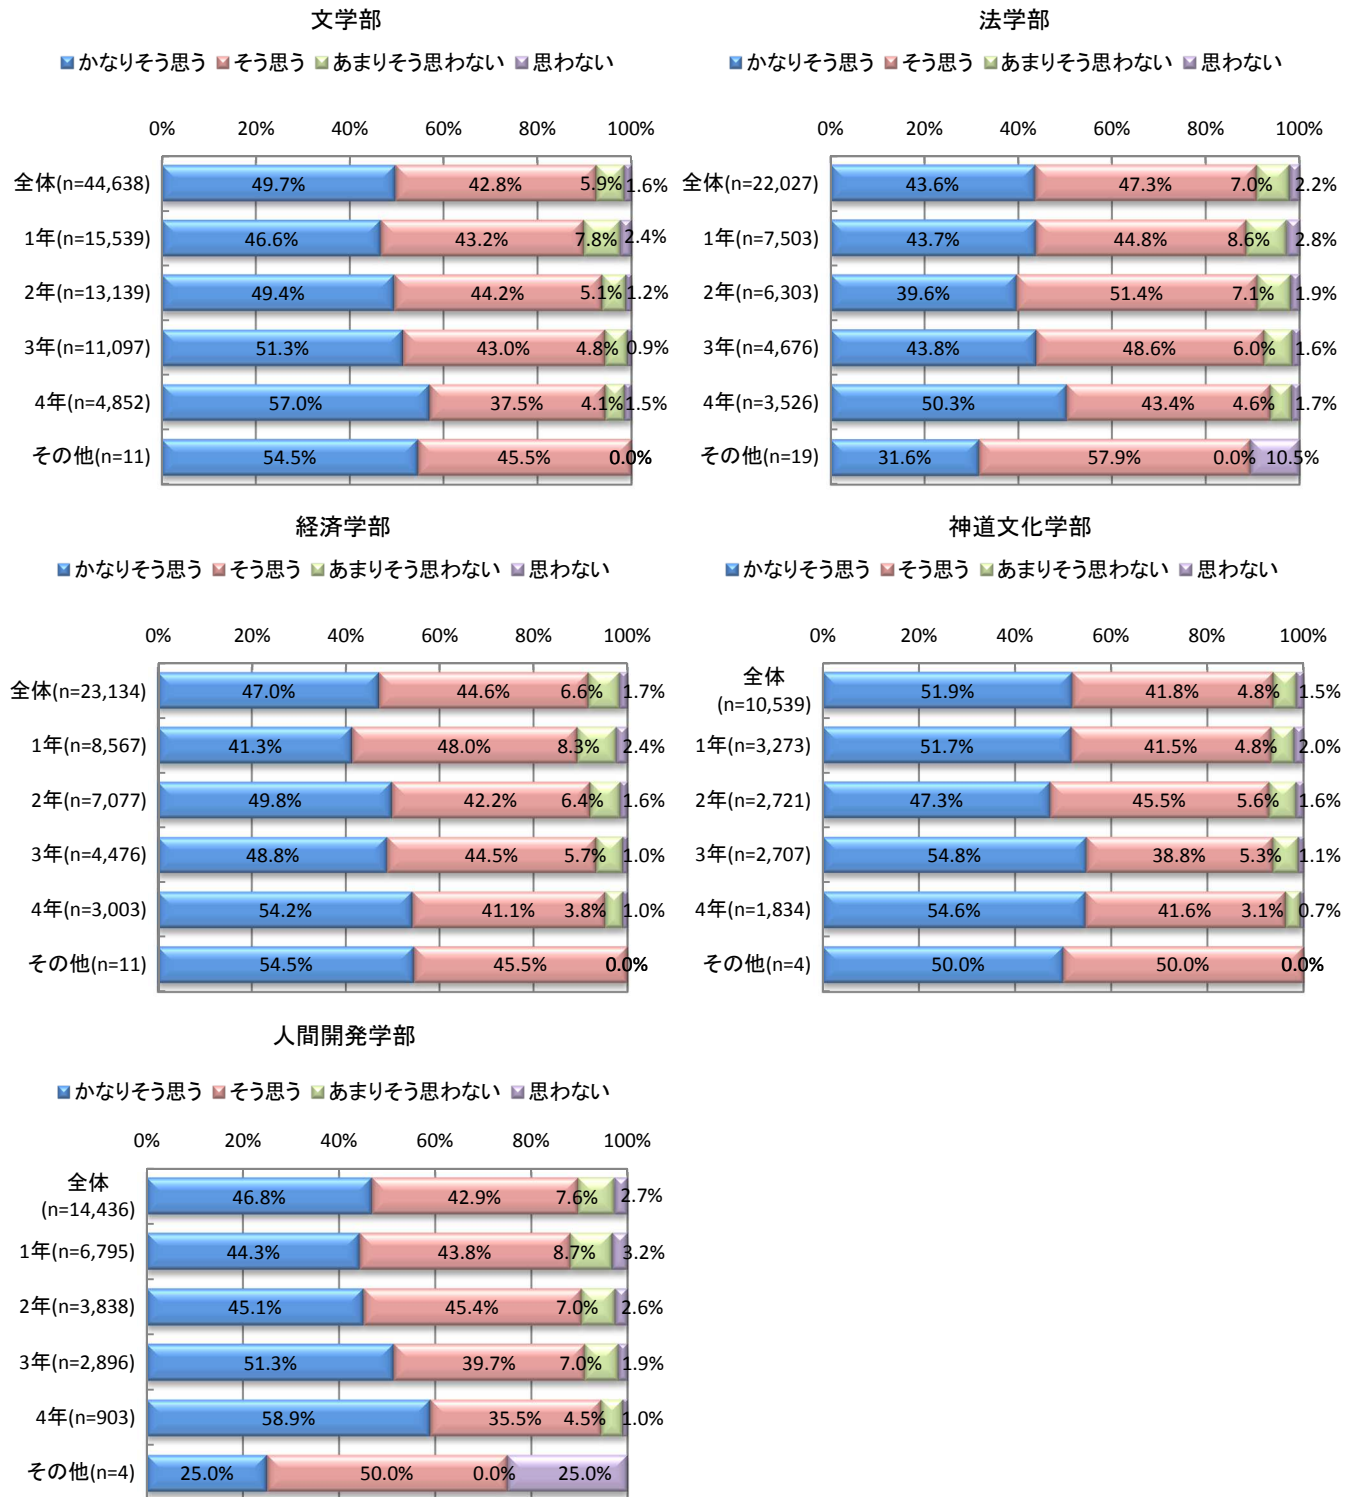 文学部
かなりそう思う そう思う あまりそう思わない 思わない
0% 20% 40% 60% 80% 100%
全体(n=44,638) 49.7% 42.8% 5.9% 1.6%
1年(n=15,539) 46.6% 43.2% 7.8% 2.4%
2年(n=13,139) 49.4% 44.2% 5.1% 1.2%
3年(n=11,097) 51.3% 43.0% 4.8% 0.9%
4年(n=4,852) 57.0% 37.5% 4.1% 1.5%
その他(n=11) 54.5% 45.5% 0.0%
法学部
かなりそう思う そう思う あまりそう思わない 思わない
0% 20% 40% 60% 80% 100%
全体(n=22,027) 43.6% 47.3% 7.0% 2.2%
1年(n=7,503) 43.7% 44.8% 8.6% 2.8%
2年(n=6,303) 39.6% 51.4% 7.1% 1.9%
3年(n=4,676) 43.8% 48.6% 6.0% 1.6%
4年(n=3,526) 50.3% 43.4% 4.6% 1.7%
その他(n=19) 31.6% 57.9% 0.0% 10.5%
経済学部
かなりそう思う そう思う あまりそう思わない 思わない
0% 20% 40% 60% 80% 100%
全体(n=23,134) 47.0% 44.6% 6.6% 1.7%
1年(n=8,567) 41.3% 48.0% 8.3% 2.4%
2年(n=7,077) 49.8% 42.2% 6.4% 1.6%
3年(n=4,476) 48.8% 44.5% 5.7% 1.0%
4年(n=3,003) 54.2% 41.1% 3.8% 1.0%
その他(n=11) 54.5% 45.5% 0.0%
神道文化学部
かなりそう思う そう思う あまりそう思わない 思わない
0% 20% 40% 60% 80% 100%
全体
(n=10,539) 51.9% 41.8% 4.8% 1.5%
1年(n=3,273) 51.7% 41.5% 4.8% 2.0%
2年(n=2,721) 47.3% 45.5% 5.6% 1.6%
3年(n=2,707) 54.8% 38.8% 5.3% 1.1%
4年(n=1,834) 54.6% 41.6% 3.1% 0.7%
その他(n=4) 50.0% 50.0% 0.0%
人間開発学部
かなりそう思う そう思う あまりそう思わない 思わない
0% 20% 40% 60% 80% 100%
全体
(n=14,436) 46.8% 42.9% 7.6% 2.7%
1年(n=6,795) 44.3% 43.8% 8.7% 3.2%
2年(n=3,838) 45.1% 45.4% 7.0% 2.6%
3年(n=2,896) 51.3% 39.7% 7.0% 1.9%
4年(n=903) 58.9% 35.5% 4.5% 1.0%
その他(n=4) 25.0% 50.0% 0.0% 25.0%